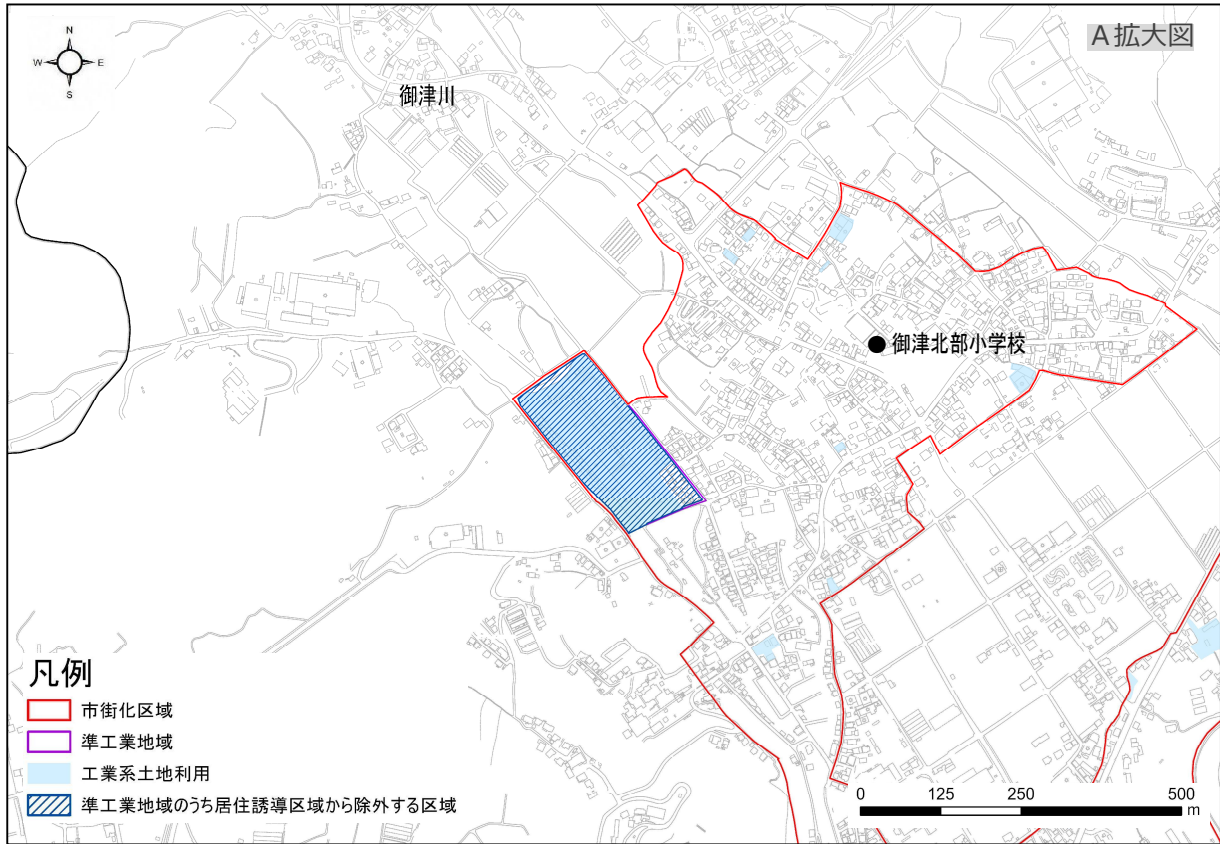 A拡大図
N
W E
S
御津川
御津北部小学校
凡例
市街化区域
準工業地域
工業系土地利用
準工業地域のうち居住誘導区域から除外する区域
0 125 250 500
m